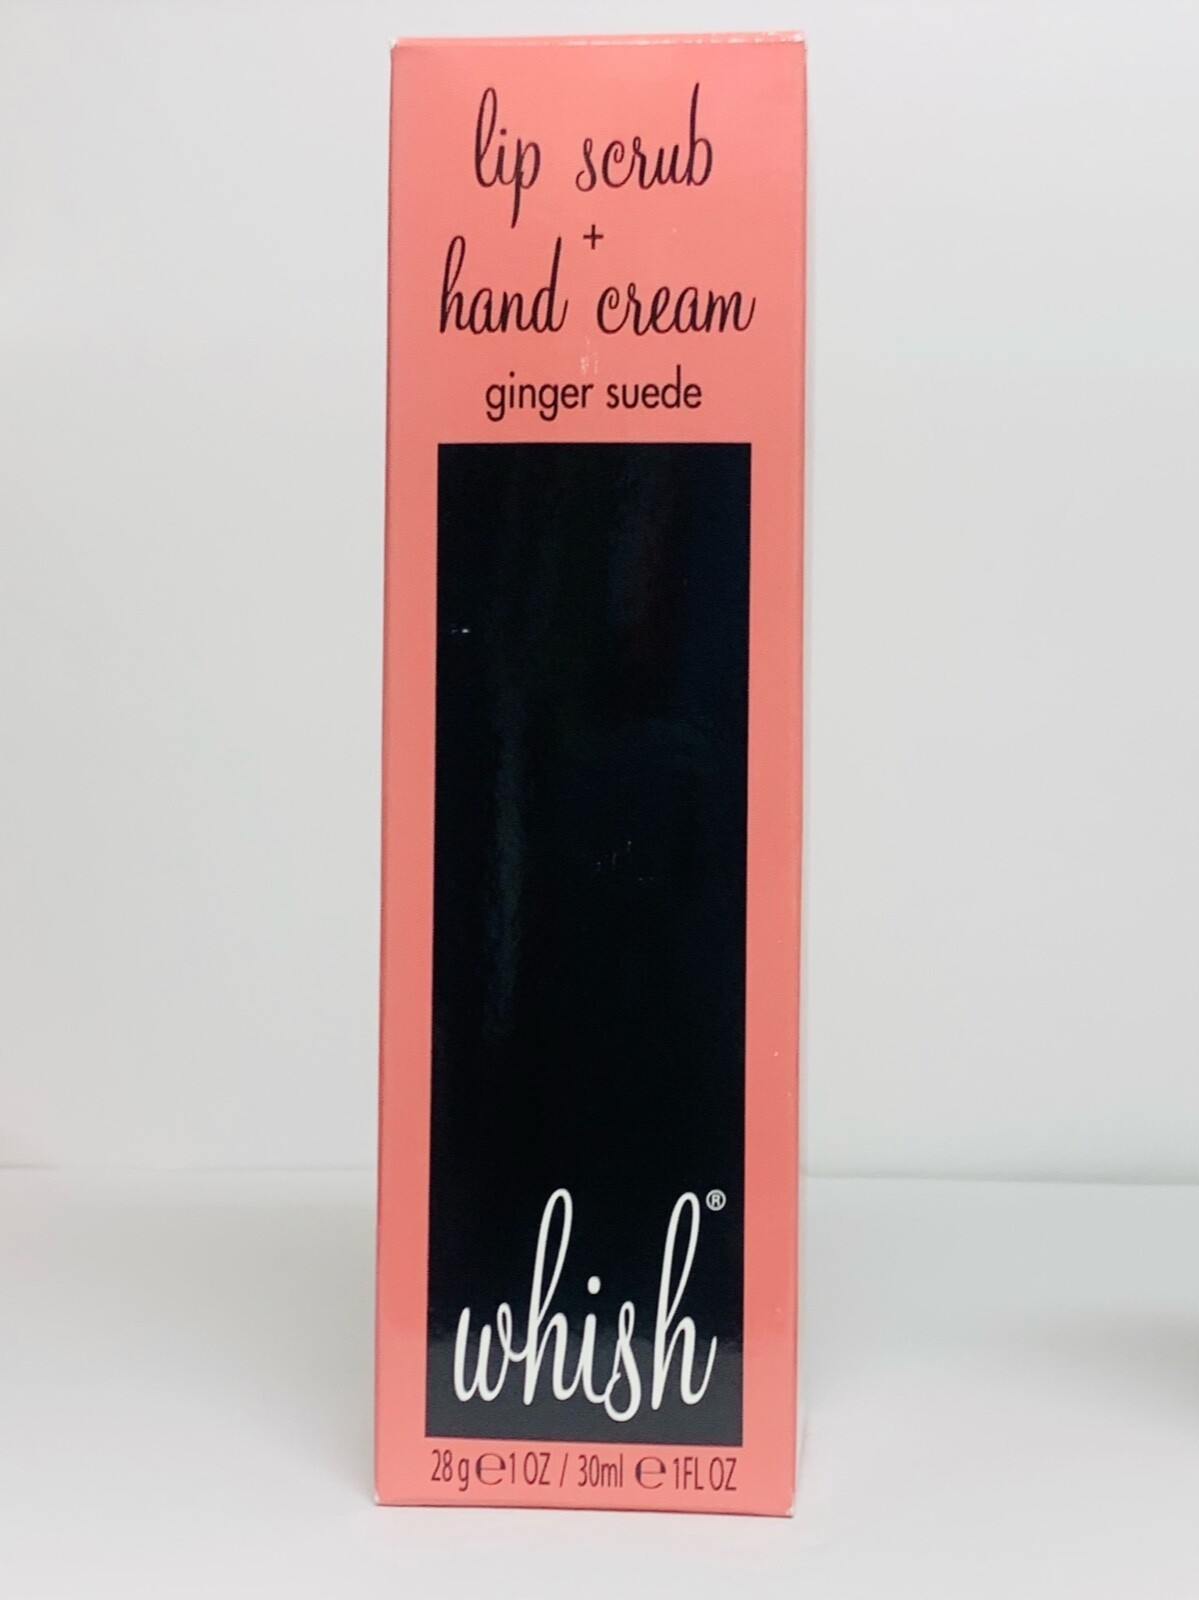 lip scrub
+
hand cream
ginger suede
whish®
28 g ℮ 1 OZ / 30ml ℮ 1FL OZ